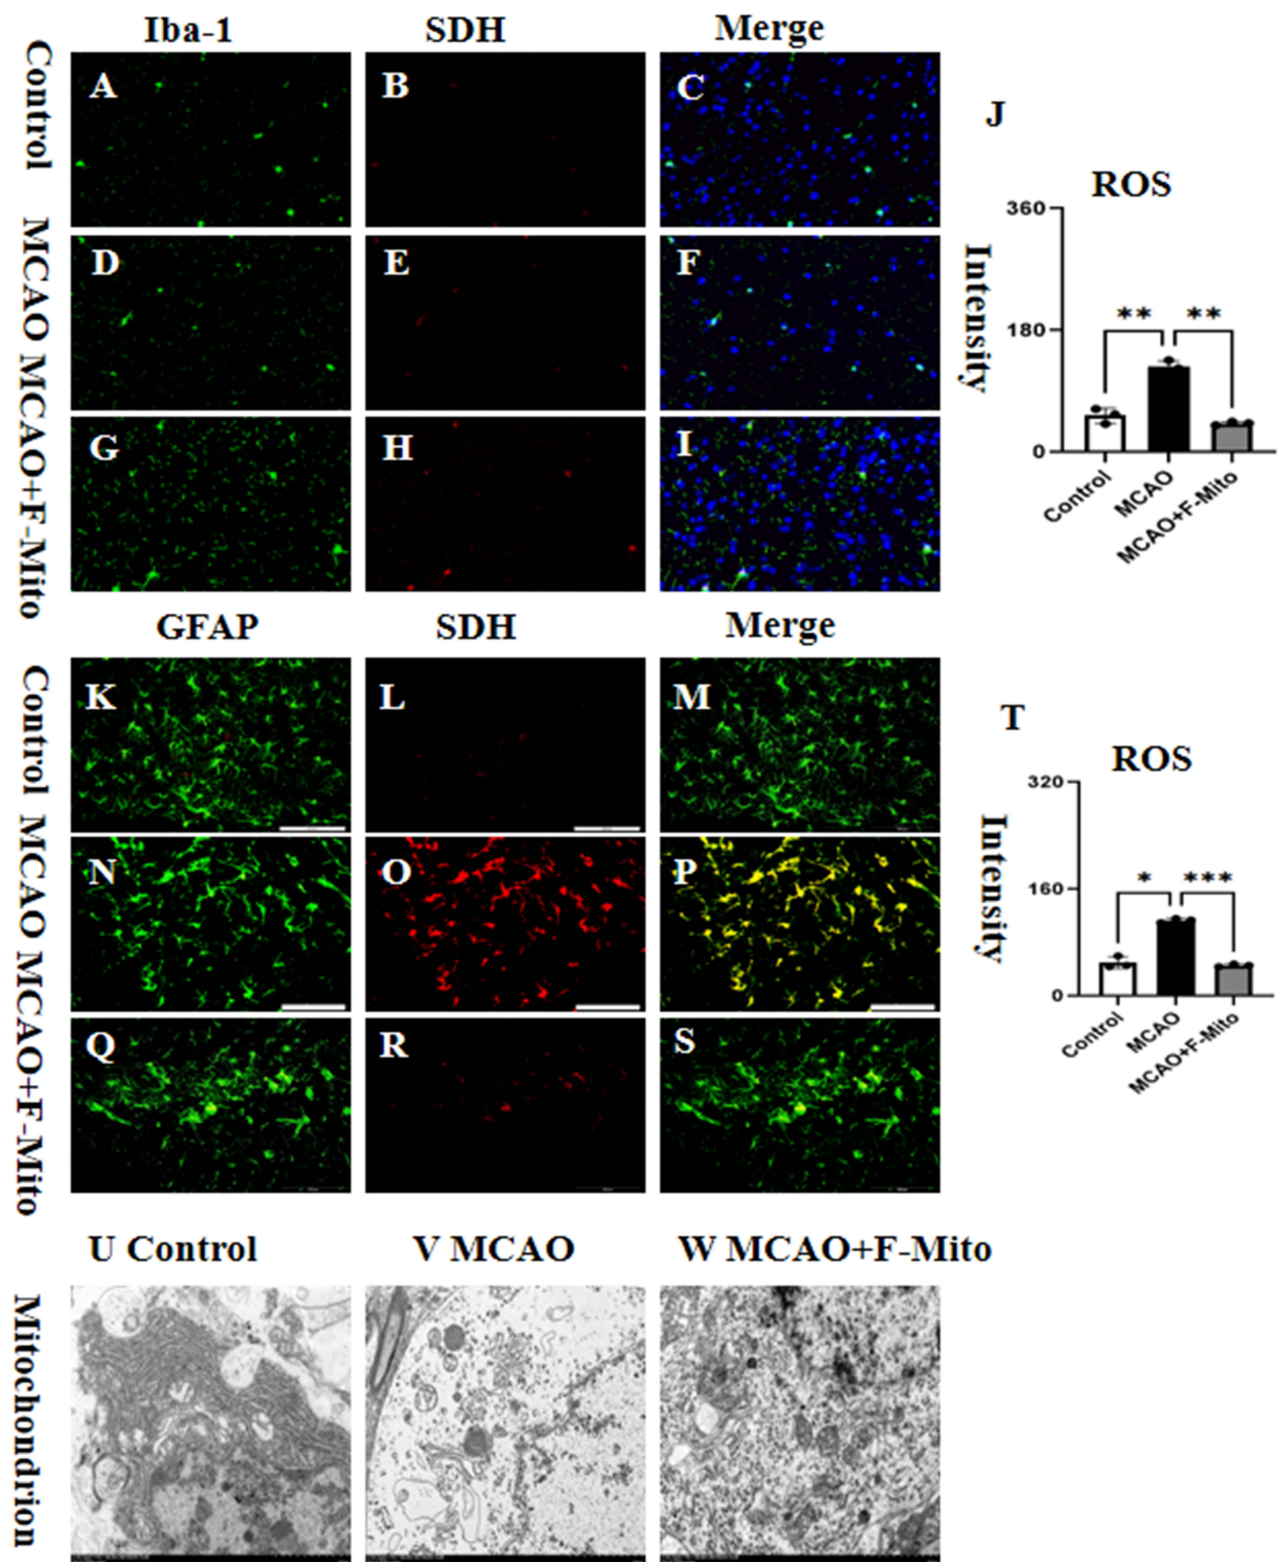 Iba-1 SDH Merge
Control
A B C
MCAO
D E F
MCAO+F-Mito
G H I
J
ROS
Intensity
360
180
0
** **
Control MCAO MCAO+F-Mito
GFAP SDH Merge
Control
K L M
MCAO
N O P
MCAO+F-Mito
Q R S
T
ROS
Intensity
320
160
0
* ***
Control MCAO MCAO+F-Mito
U Control V MCAO W MCAO+F-Mito
Mitochondrion